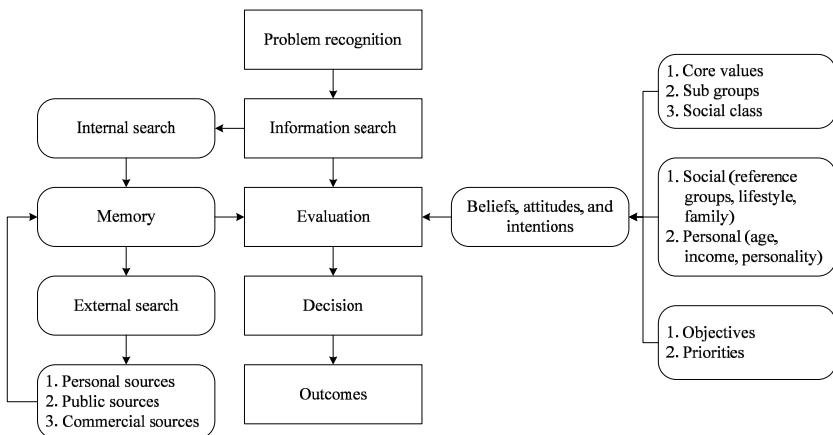 Problem recognition
Information search
Internal search
Memory
Evaluation
Beliefs, attitudes, and
intentions
External search
Decision
1. Personal sources
2. Public sources
3. Commercial sources
Outcomes
1. Core values
2. Sub groups
3. Social class
1. Social (reference
groups, lifestyle,
family)
2. Personal (age,
income, personality)
1. Objectives
2. Priorities